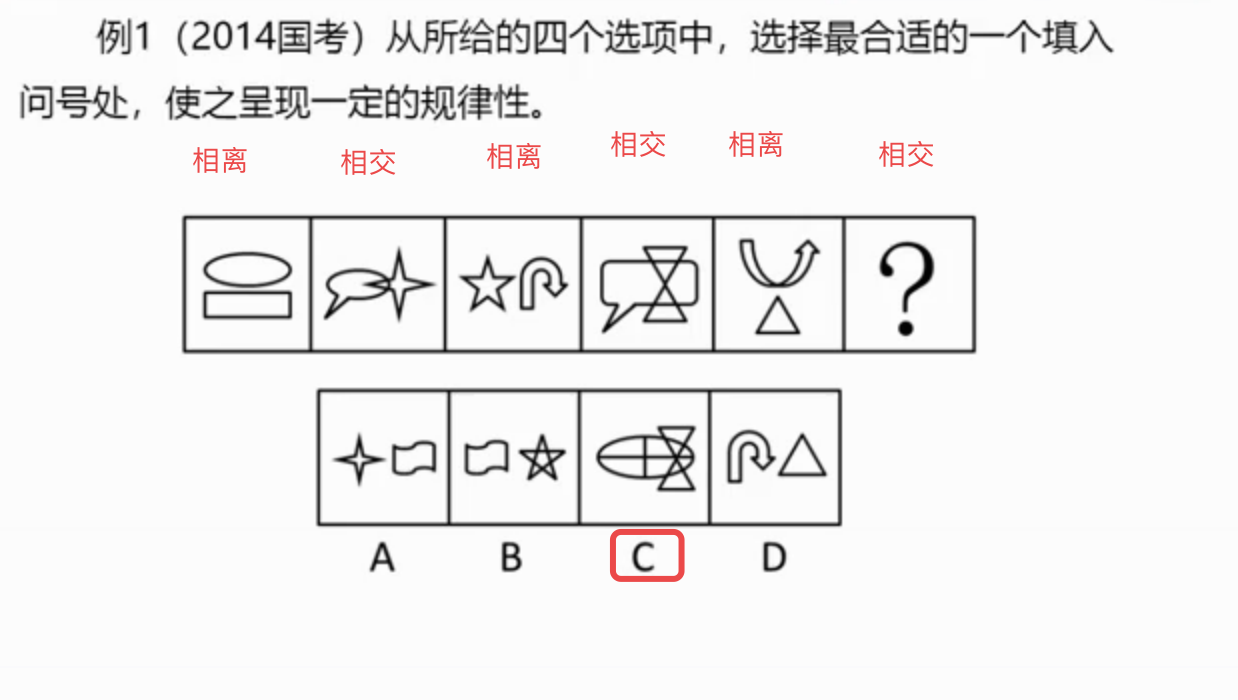 例1（2014国考）从所给的四个选项中，选择最合适的一个填入
问号处，使之呈现一定的规律性。
相离 相交 相离 相交 相离 相交
?
A B C D